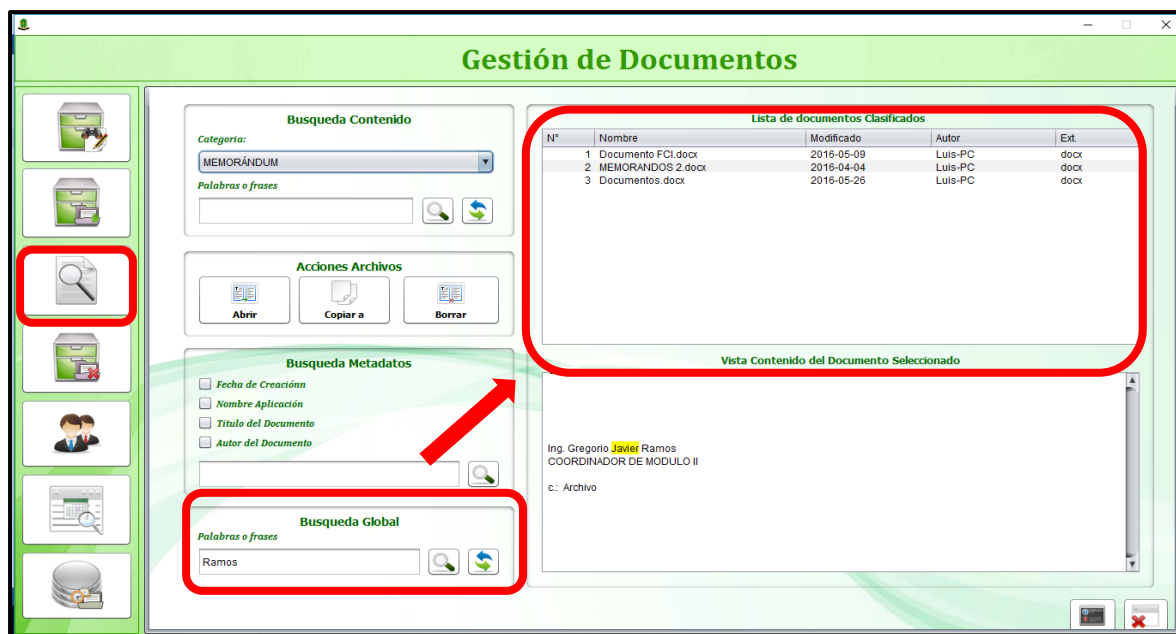 Gestión de Documentos
Busqueda Contenido
Categoria:
MEMORÁNDUM
Palabras o frases
Acciones Archivos
Abrir
Copiar a
Borrar
Busqueda Metadatos
Fecha de Creaciónn
Nombre Aplicación
Titulo del Documento
Autor del Documento
Busqueda Global
Palabras o frases
Ramos
Lista de documentos Clasificados
N° Nombre Modificado Autor Ext.
1 Documento FCI.docx 2016-05-09 Luis-PC docx
2 MEMORANDOS 2.docx 2016-04-04 Luis-PC docx
3 Documentos.docx 2016-05-26 Luis-PC docx
Vista Contenido del Documento Seleccionado
Ing. Gregorio Javier Ramos
COORDINADOR DE MODULO II
c.: Archivo